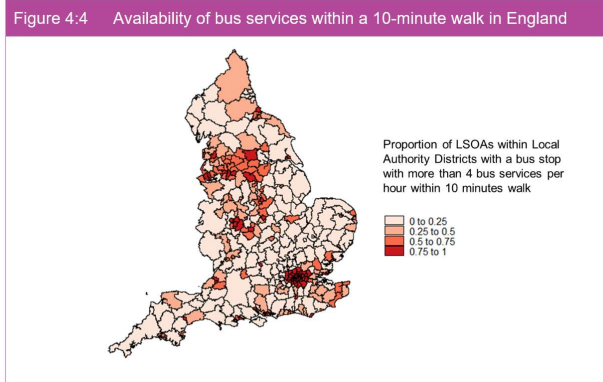 Figure 4:4 Availability of bus services within a 10-minute walk in England
Proportion of LSOAs within Local
Authority Districts with a bus stop
with more than 4 bus services per
hour within 10 minutes walk
0 to 0.25
0.25 to 0.5
0.5 to 0.75
0.75 to 1